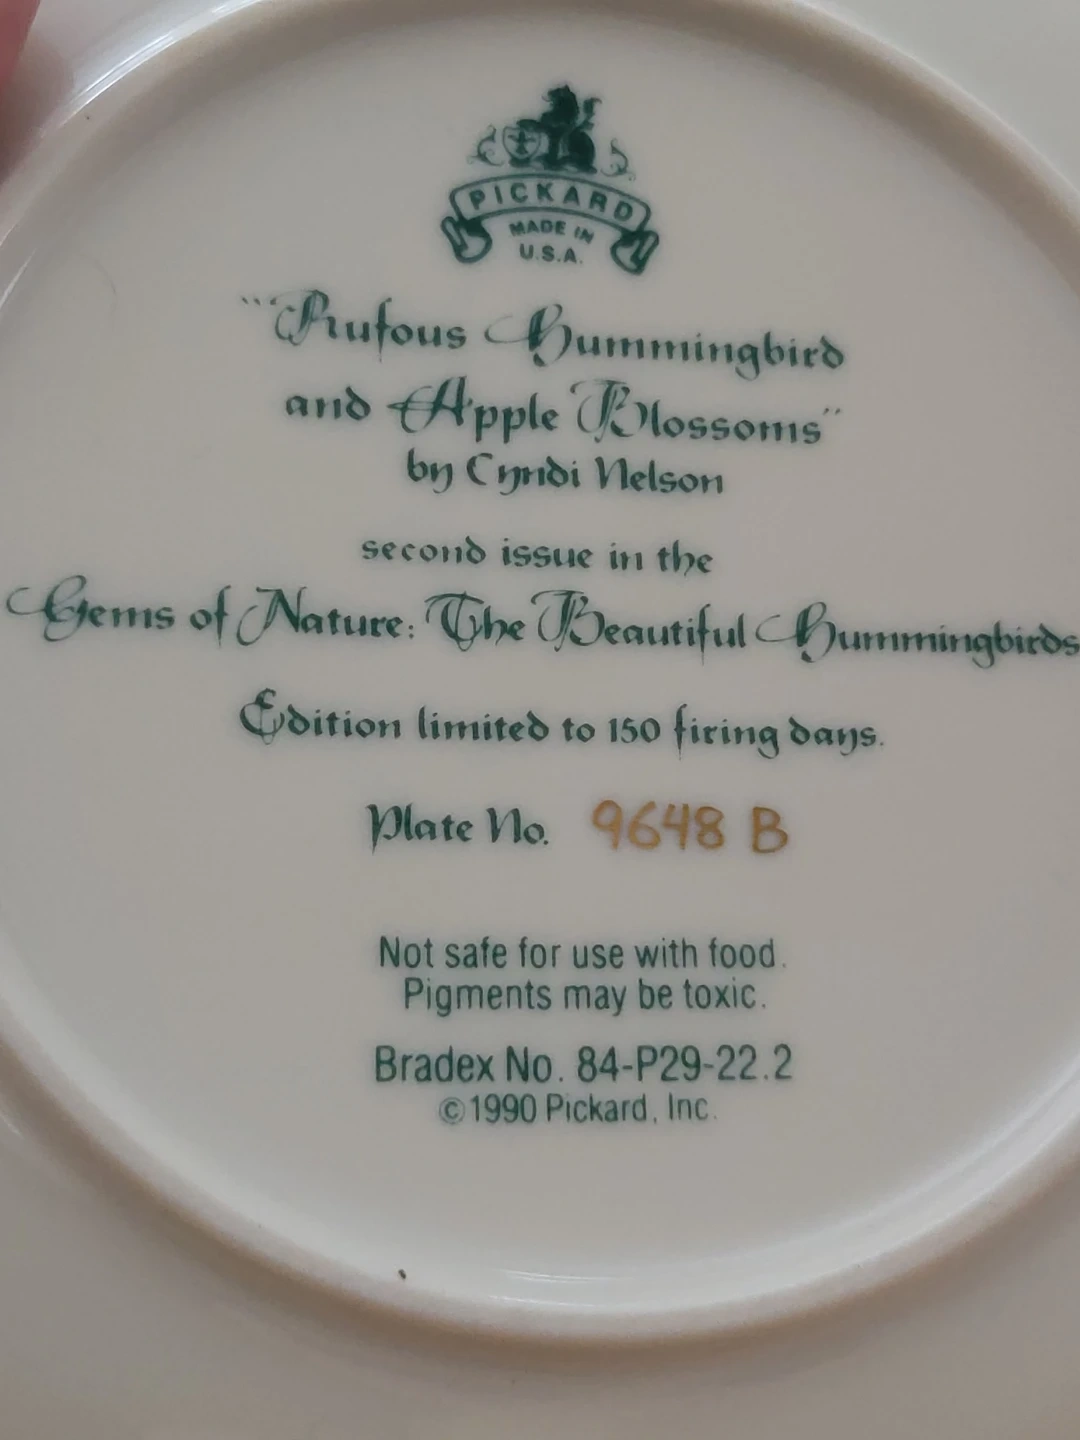 PICKARD
MADE IN
U.S.A.
"Rufous Hummingbird
and Apple Blossoms"
by Cyndi Nelson
second issue in the
Gems of Nature: The Beautiful Hummingbirds
Edition limited to 150 firing days.
Plate No. 9648 B
Not safe for use with food.
Pigments may be toxic.
Bradex No. 84-P29-22.2
©1990 Pickard, Inc.